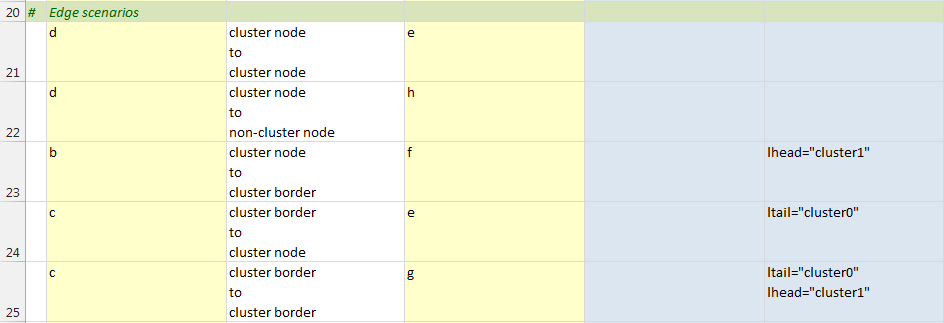 20 # Edge scenarios
d cluster node e
to
21 cluster node
d cluster node h
to
22 non-cluster node
b cluster node f lhead="cluster1"
to
23 cluster border
c cluster border e ltail="cluster0"
to
24 cluster node
c cluster border g ltail="cluster0"
to lhead="cluster1"
25 cluster border